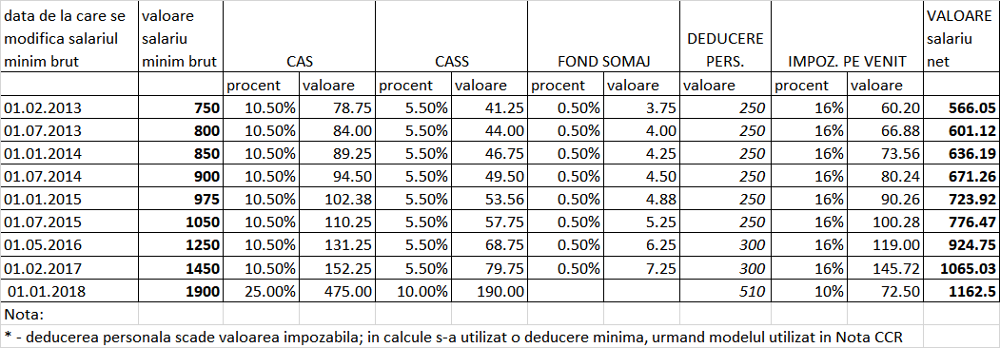 data de la care se modifica salariul minim brut | valoare salariu minim brut | CAS | CASS | FOND SOMAJ | DEDUCERE PERS. | IMPOZ. PE VENIT | VALOARE salariu net
procent | valoare | procent | valoare | procent | valoare | valoare | procent | valoare
01.02.2013 | 750 | 10.50% | 78.75 | 5.50% | 41.25 | 0.50% | 3.75 | 250 | 16% | 60.20 | 566.05
01.07.2013 | 800 | 10.50% | 84.00 | 5.50% | 44.00 | 0.50% | 4.00 | 250 | 16% | 66.88 | 601.12
01.01.2014 | 850 | 10.50% | 89.25 | 5.50% | 46.75 | 0.50% | 4.25 | 250 | 16% | 73.56 | 636.19
01.07.2014 | 900 | 10.50% | 94.50 | 5.50% | 49.50 | 0.50% | 4.50 | 250 | 16% | 80.24 | 671.26
01.01.2015 | 975 | 10.50% | 102.38 | 5.50% | 53.56 | 0.50% | 4.88 | 250 | 16% | 90.26 | 723.92
01.07.2015 | 1050 | 10.50% | 110.25 | 5.50% | 57.75 | 0.50% | 5.25 | 250 | 16% | 100.28 | 776.47
01.05.2016 | 1250 | 10.50% | 131.25 | 5.50% | 68.75 | 0.50% | 6.25 | 300 | 16% | 119.00 | 924.75
01.02.2017 | 1450 | 10.50% | 152.25 | 5.50% | 79.75 | 0.50% | 7.25 | 300 | 16% | 145.72 | 1065.03
01.01.2018 | 1900 | 25.00% | 475.00 | 10.00% | 190.00 | 510 | 10% | 72.50 | 1162.5
Nota:
* - deducerea personala scade valoarea impozabila; in calcule s-a utilizat o deducere minima, urmand modelul utilizat in Nota CCR